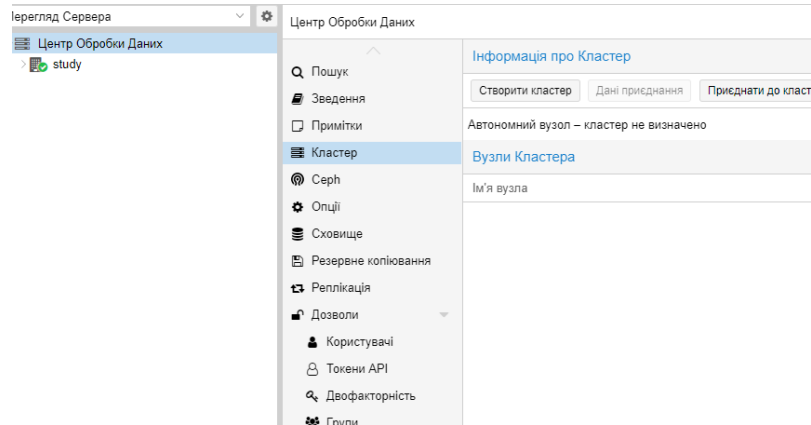 Перегляд Сервера
Центр Обробки Даних
study
Центр Обробки Даних
Пошук
Зведення
Примітки
Кластер
Ceph
Опції
Сховище
Резервне копіювання
Реплікація
Дозволи
Користувачі
Токени API
Двофакторність
Групи
Інформація про Кластер
Створити кластер
Дані приєднання
Приєднати до класт
Автономний вузол – кластер не визначено
Вузли Кластера
Ім'я вузла